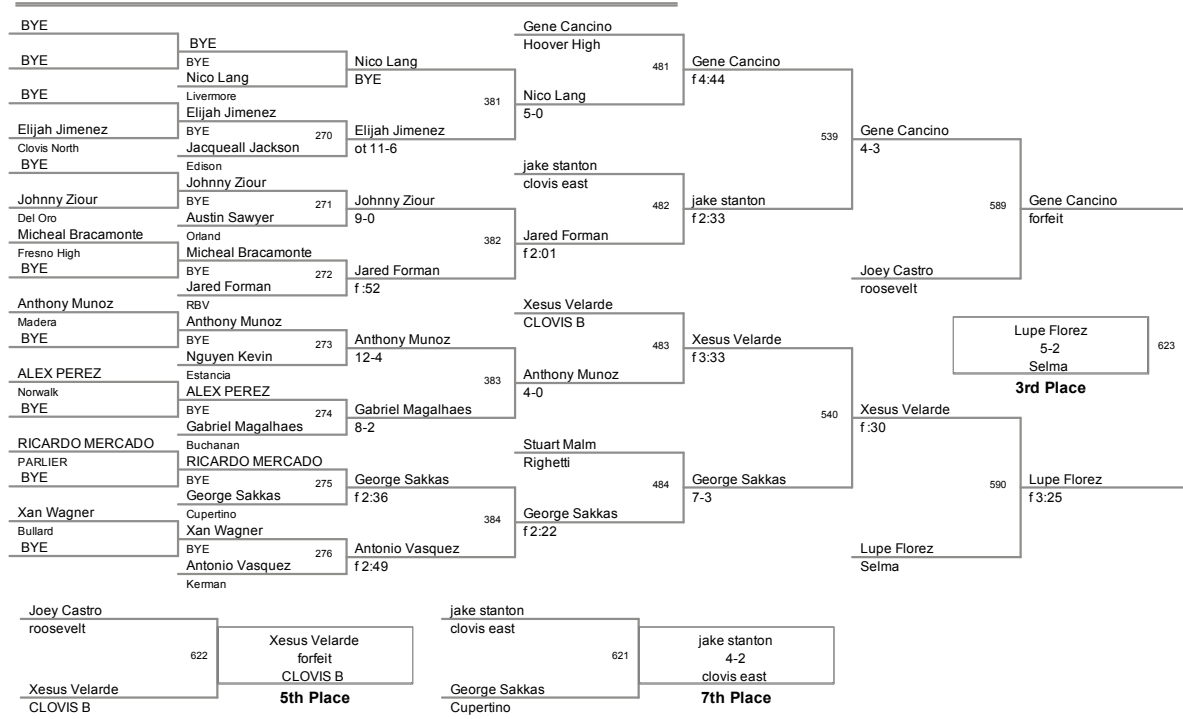 BYE
BYE
BYE
Elijah Jimenez
Clovis North
BYE
Johnny Ziour
Del Oro
Micheal Bracamonte
Fresno High
BYE
Anthony Munoz
Madera
BYE
ALEX PEREZ
Norwalk
BYE
RICARDO MERCADO
PARLIER
BYE
Xan Wagner
Bullard
BYE
BYE
BYE
Nico Lang
Livermore
Elijah Jimenez
BYE
270
Jacqueall Jackson
Edison
Johnny Ziour
BYE
271
Austin Sawyer
Orland
Micheal Bracamonte
BYE
272
Jared Forman
RBV
Anthony Munoz
BYE
273
Nguyen Kevin
Estancia
ALEX PEREZ
BYE
274
Gabriel Magalhaes
Buchanan
RICARDO MERCADO
BYE
275
George Sakkas
Cupertino
Xan Wagner
BYE
276
Antonio Vasquez
Kerman
Nico Lang
BYE
381
Elijah Jimenez
ot 11-6
Johnny Ziour
9-0
382
Jared Forman
f :52
Anthony Munoz
12-4
383
Gabriel Magalhaes
8-2
George Sakkas
f 2:36
384
Antonio Vasquez
f 2:49
Gene Cancino
Hoover High
481
Nico Lang
5-0
jake stanton
clovis east
482
Jared Forman
f 2:01
Xesus Velarde
CLOVIS B
483
Anthony Munoz
4-0
Stuart Malm
Righetti
484
George Sakkas
f 2:22
Gene Cancino
f 4:44
539
jake stanton
f 2:33
Xesus Velarde
f 3:33
540
George Sakkas
7-3
Gene Cancino
4-3
589
Joey Castro
roosevelt
Xesus Velarde
f :30
590
Lupe Florez
Selma
Gene Cancino
forfeit
Lupe Florez
5-2
Selma
623
3rd Place
Lupe Florez
f 3:25
Joey Castro
roosevelt
622
Xesus Velarde
CLOVIS B
Xesus Velarde
forfeit
CLOVIS B
5th Place
jake stanton
clovis east
621
George Sakkas
Cupertino
jake stanton
4-2
clovis east
7th Place